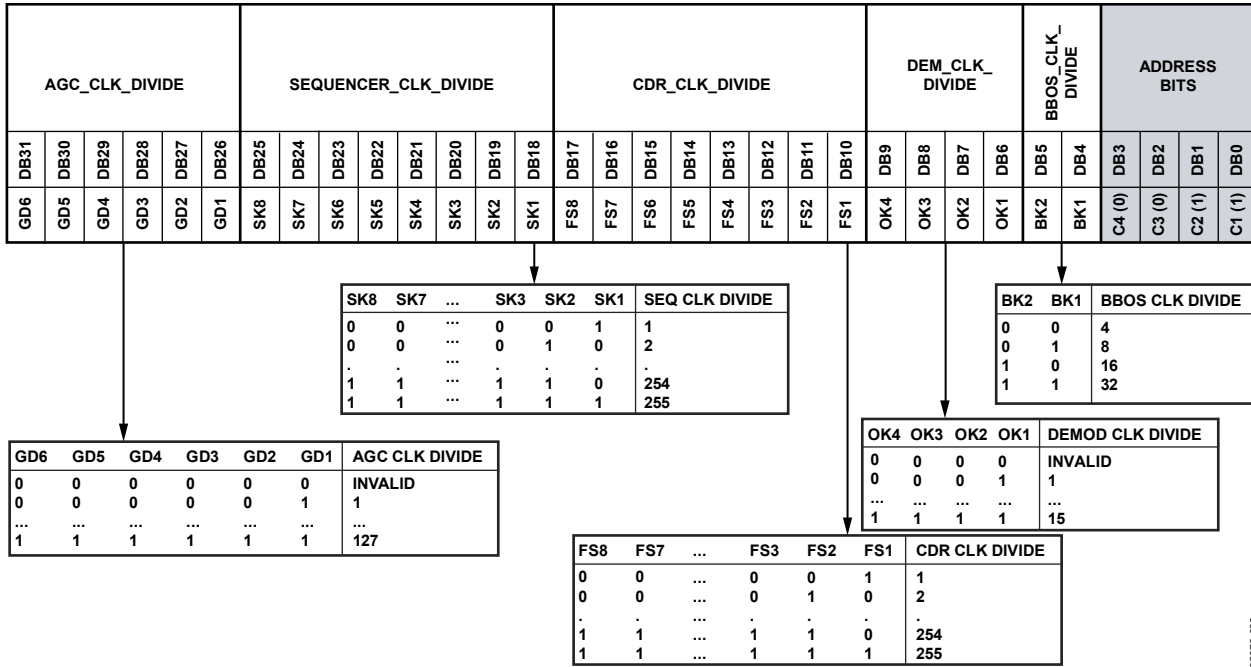 AGC_CLK_DIVIDE SEQUENCER_CLK_DIVIDE CDR_CLK_DIVIDE DEM_CLK_ DIVIDE BBOS_CLK_ DIVIDE ADDRESS BITS
DB31 DB30 DB29 DB28 DB27 DB26 DB25 DB24 DB23 DB22 DB21 DB20 DB19 DB18 DB17 DB16 DB15 DB14 DB13 DB12 DB11 DB10 DB9 DB8 DB7 DB6 DB5 DB4 DB3 DB2 DB1 DB0
GD6 GD5 GD4 GD3 GD2 GD1 SK8 SK7 SK6 SK5 SK4 SK3 SK2 SK1 FS8 FS7 FS6 FS5 FS4 FS3 FS2 FS1 OK4 OK3 OK2 OK1 BK2 BK1 C4 (0) C3 (0) C2 (1) C1 (1)
SK8 SK7 ... SK3 SK2 SK1 SEQ CLK DIVIDE
0 0 ... 0 0 1 1
0 0 ... 0 1 0 2
. . ... . . . .
1 1 ... 1 1 0 254
1 1 ... 1 1 1 255
BK2 BK1 BBOS CLK DIVIDE
0 0 4
0 1 8
1 0 16
1 1 32
GD6 GD5 GD4 GD3 GD2 GD1 AGC CLK DIVIDE
0 0 0 0 0 0 INVALID
0 0 0 0 0 1 1
... ... ... ... ... ... ...
1 1 1 1 1 1 127
OK4 OK3 OK2 OK1 DEMOD CLK DIVIDE
0 0 0 0 INVALID
0 0 0 1 1
... ... ... ... ...
1 1 1 1 15
FS8 FS7 ... FS3 FS2 FS1 CDR CLK DIVIDE
0 0 ... 0 0 1 1
0 0 ... 0 1 0 2
. . ... . . . .
1 1 ... 1 1 0 254
1 1 ... 1 1 1 255